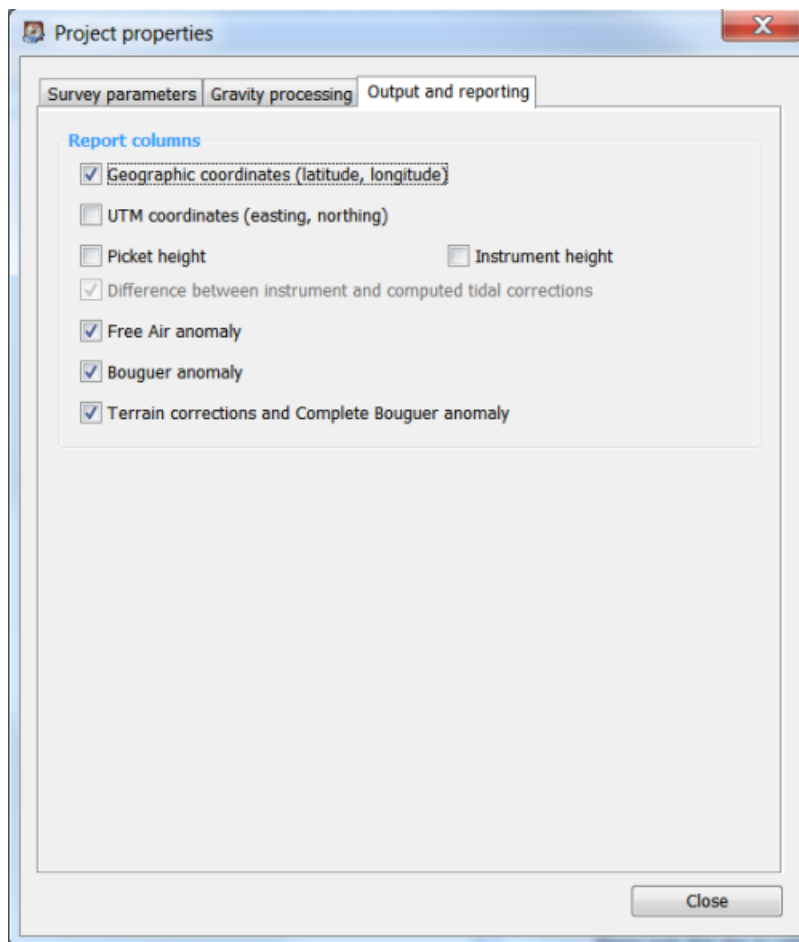 Project properties
Survey parameters Gravity processing Output and reporting
Report columns
Geographic coordinates (latitude, longitude)
UTM coordinates (easting, northing)
Picket height Instrument height
Difference between instrument and computed tidal corrections
Free Air anomaly
Bouguer anomaly
Terrain corrections and Complete Bouguer anomaly
Close